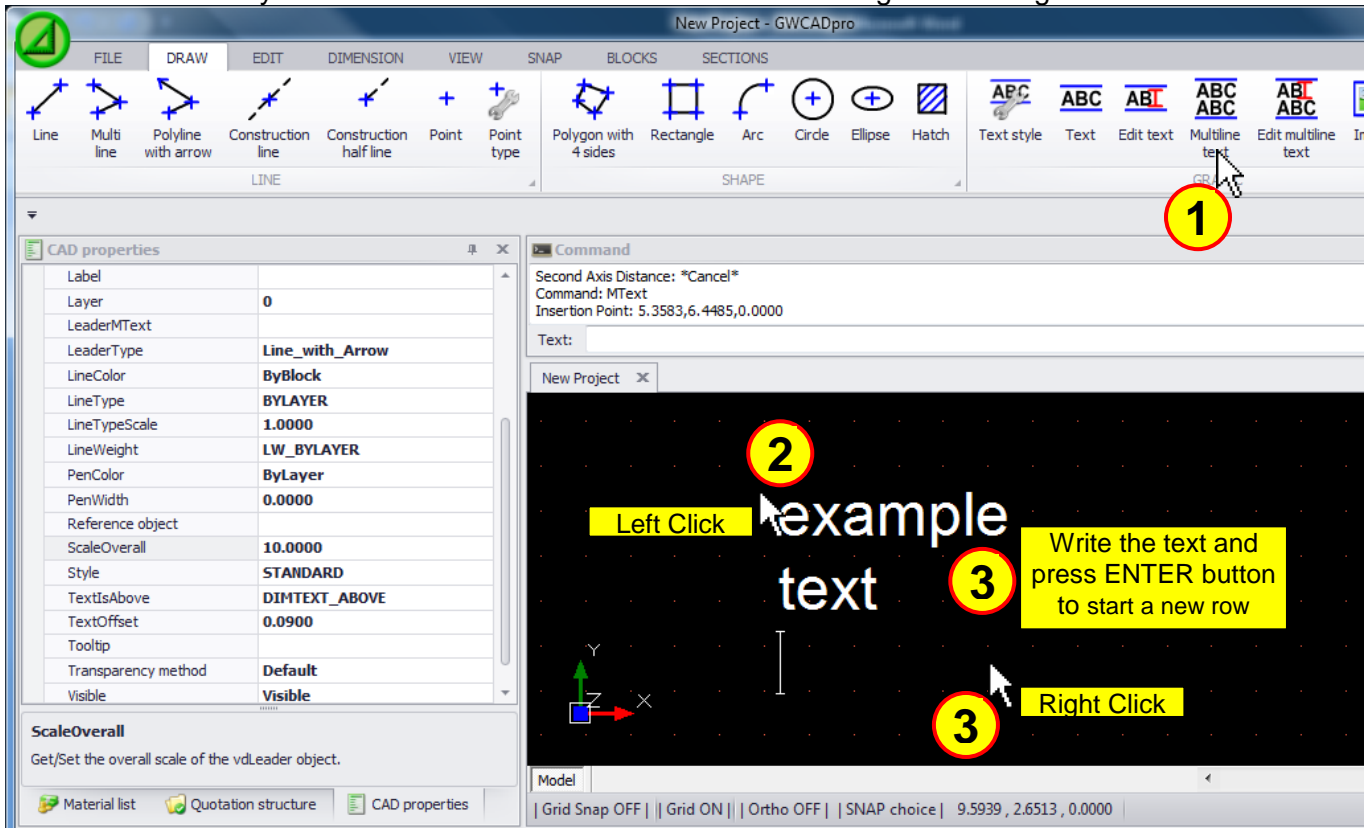 New Project - GWCADpro
FILE DRAW EDIT DIMENSION VIEW SNAP BLOCKS SECTIONS
Line
Multi line
Polyline with arrow
Construction line
Construction half line
Point
Point type
Polygon with 4 sides
Rectangle
Arc
Circle
Ellipse
Hatch
ABC
Text style
ABC
Text
AB
Edit text
ABC
ABC
Multiline text
AB
ABC
Edit multiline text
LINE
SHAPE
1
CAD properties
Label
Layer 0
LeaderMText
LeaderType Line_with_Arrow
LineColor ByBlock
LineType BYLAYER
LineTypeScale 1.0000
LineWeight LW_BYLAYER
PenColor ByLayer
PenWidth 0.0000
Reference object
ScaleOverall 10.0000
Style STANDARD
TextIsAbove DIMTEXT_ABOVE
TextOffset 0.0900
Tooltip
Transparency method Default
Visible Visible
ScaleOverall
Get/Set the overall scale of the vdLeader object.
Material list Quotation structure CAD properties
Command
Second Axis Distance: *Cancel*
Command: MText
Insertion Point: 5.3583,6.4485,0.0000
Text:
New Project
2
Left Click
example
text
3
Write the text and
press ENTER button
to start a new row
Y
Z
X
3
Right Click
Model
| Grid Snap OFF | | Grid ON | | Ortho OFF | | SNAP choice | 9.5939 , 2.6513 , 0.0000